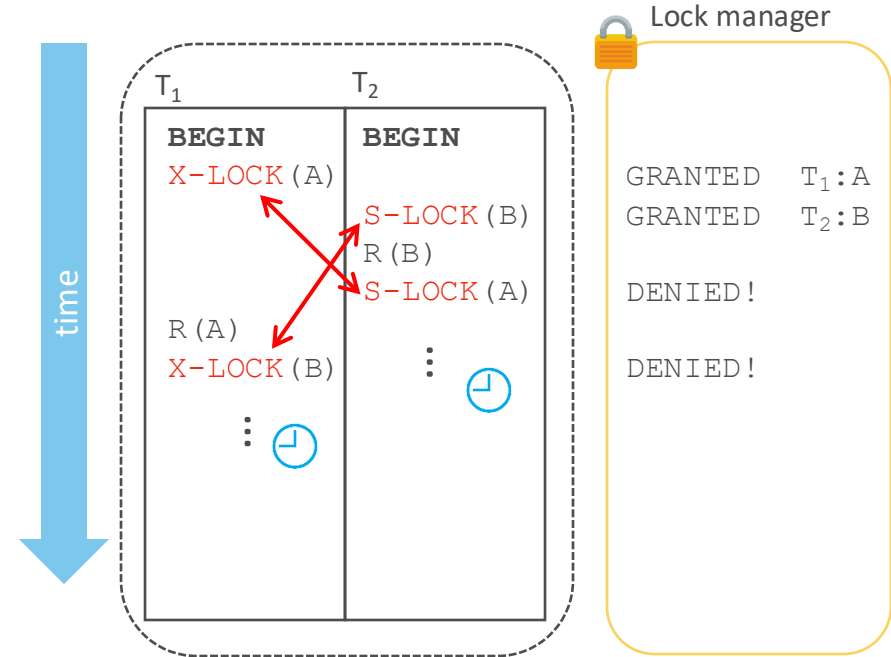 Lock manager
T₁ T₂
BEGIN BEGIN
X-LOCK(A) GRANTED T₁:A
S-LOCK(B) GRANTED T₂:B
R(B)
S-LOCK(A) DENIED!
time
R(A)
X-LOCK(B) ⋮ DENIED!
⋮